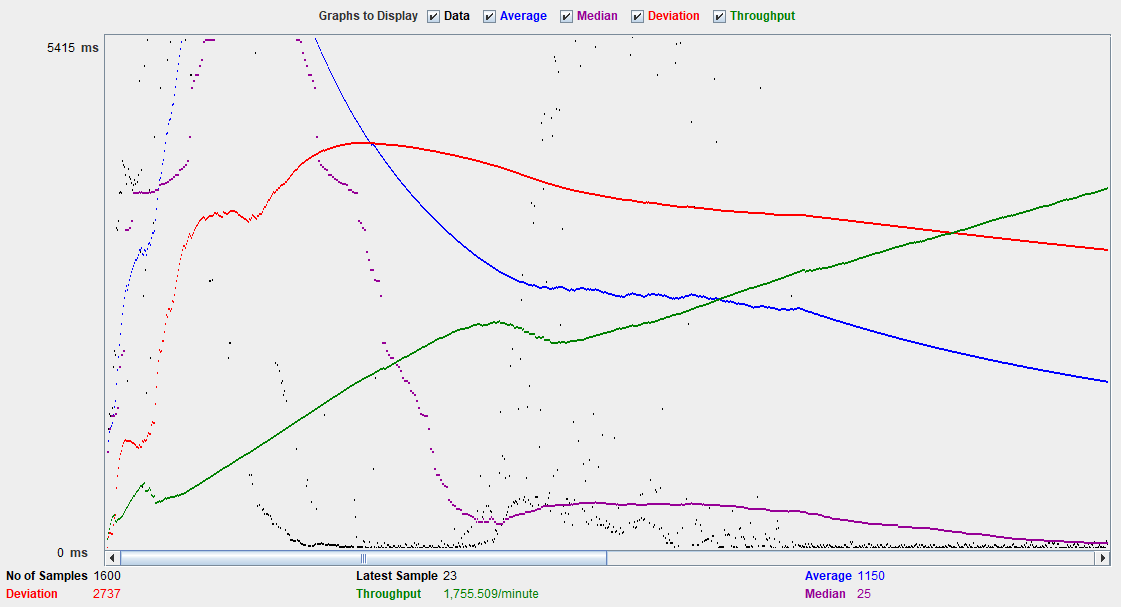 Graphs to Display Data Average Median Deviation Throughput
5415 ms
0 ms
No of Samples 1600 Latest Sample 23 Average 1150
Deviation 2737 Throughput 1,755.509/minute Median 25